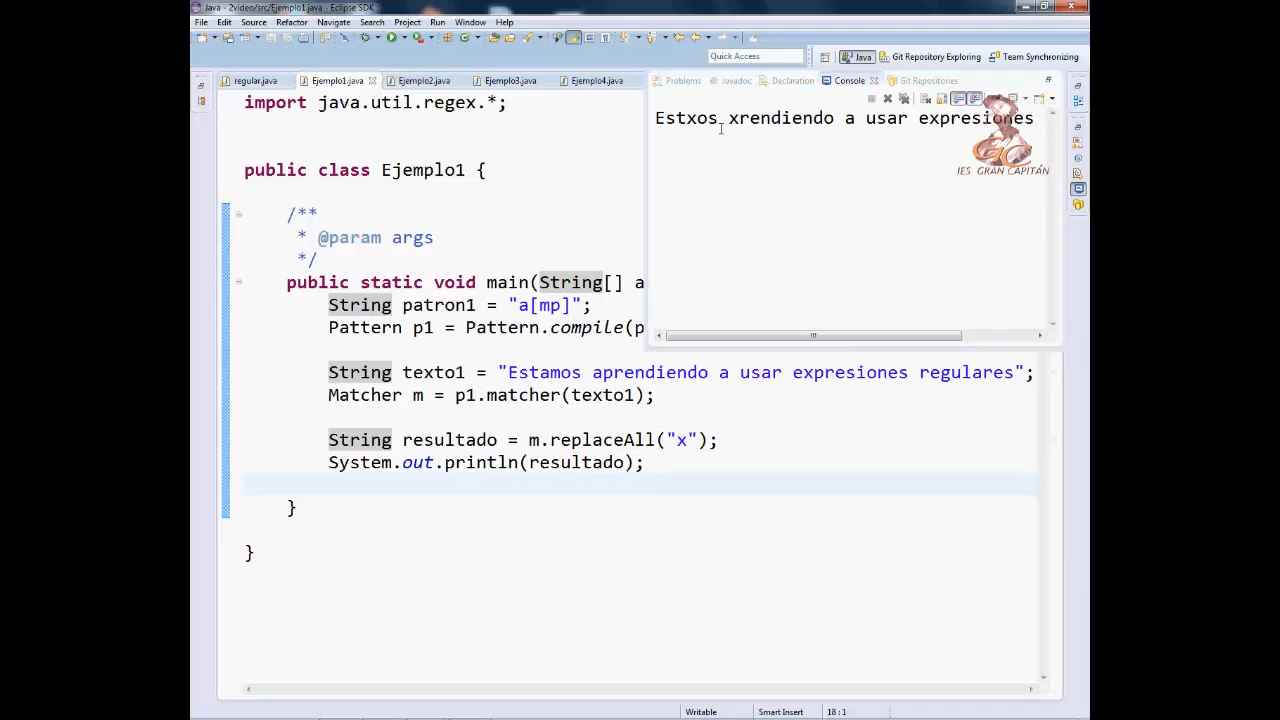 Java - 2video/src/Ejemplo1.java - Eclipse SDK
File Edit Source Refactor Navigate Search Project Run Window Help
Quick Access Java Git Repository Exploring Team Synchronizing
regular.java Ejemplo1.java Ejemplo2.java Ejemplo3.java Ejemplo4.java
Problems Javadoc Declaration Console Git Repositories
Estxos xrendiendo a usar expresiones
IES GRAN CAPITÁN
import java.util.regex.*;
public class Ejemplo1 {
/**
* @param args
*/
public static void main(String[] a
String patron1 = "a[mp]";
Pattern p1 = Pattern.compile(p
String texto1 = "Estamos aprendiendo a usar expresiones regulares";
Matcher m = p1.matcher(texto1);
String resultado = m.replaceAll("x");
System.out.println(resultado);
}
}
Writable Smart Insert 18 : 1